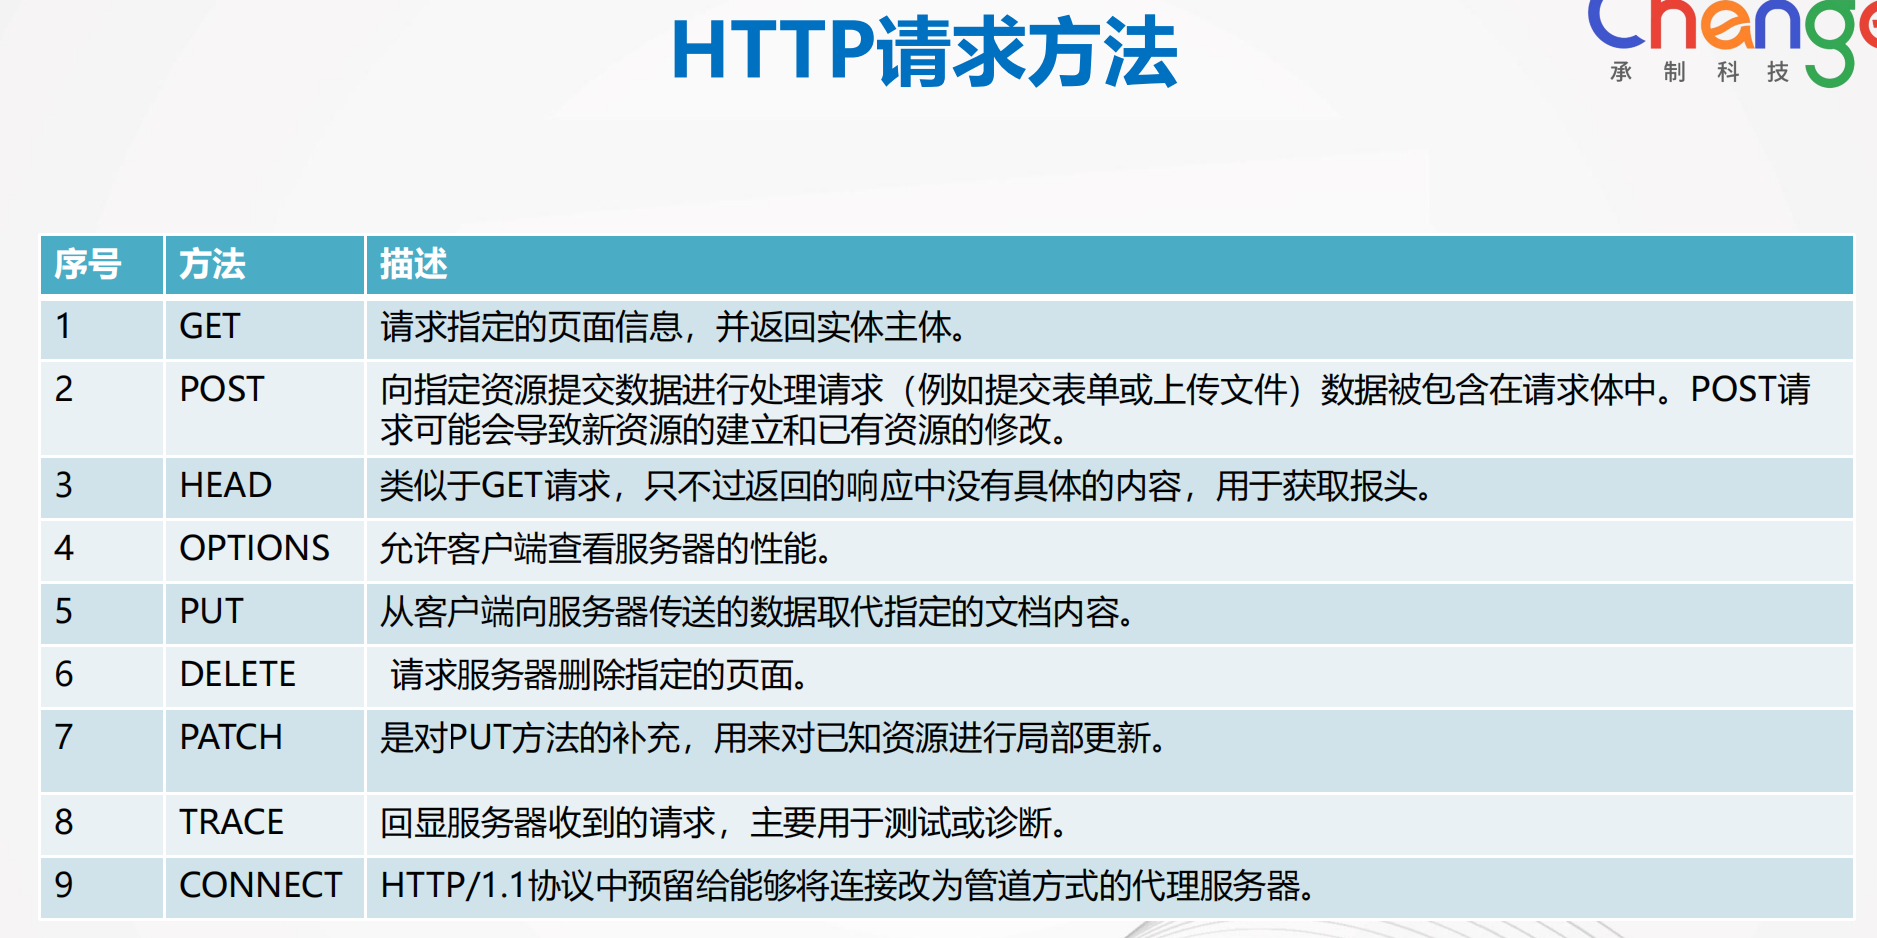 HTTP请求方法
Change
承制科技
序号 方法 描述
1 GET 请求指定的页面信息，并返回实体主体。
2 POST 向指定资源提交数据进行处理请求（例如提交表单或上传文件）数据被包含在请求体中。POST请
求可能会导致新资源的建立和已有资源的修改。
3 HEAD 类似于GET请求，只不过返回的响应中没有具体的内容，用于获取报头。
4 OPTIONS 允许客户端查看服务器的性能。
5 PUT 从客户端向服务器传送的数据取代指定的文档内容。
6 DELETE 请求服务器删除指定的页面。
7 PATCH 是对PUT方法的补充，用来对已知资源进行局部更新。
8 TRACE 回显服务器收到的请求，主要用于测试或诊断。
9 CONNECT HTTP/1.1协议中预留给能够将连接改为管道方式的代理服务器。